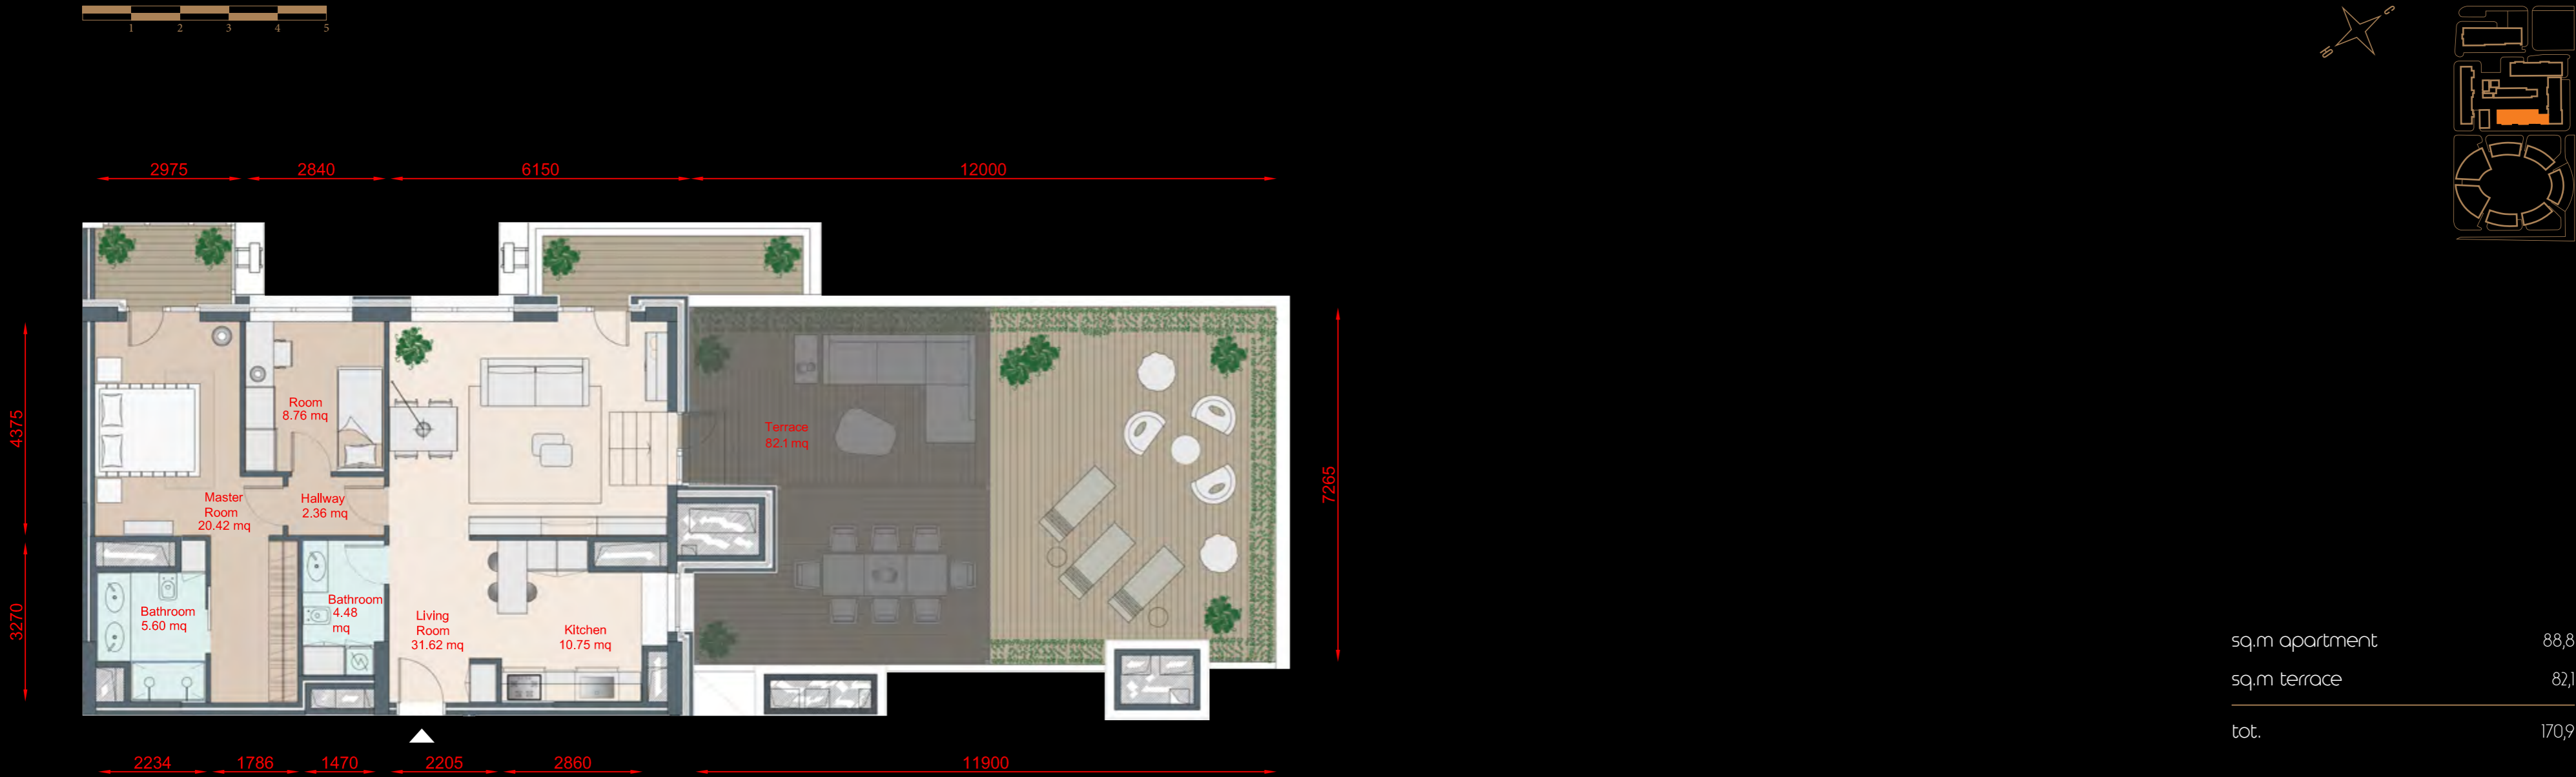 1 2 3 4 5
C
Ю
2975 2840 6150 12000
4375
3270
7265
Room
8.76 mq
Master
Room
20.42 mq
Hallway
2.36 mq
Terrace
82.1 mq
Bathroom
5.60 mq
Bathroom
4.48
mq
Living
Room
31.62 mq
Kitchen
10.75 mq
2234 1786 1470 2205 2860 11900
sq.m apartment 88,8
sq.m terrace 82,1
tot. 170,9